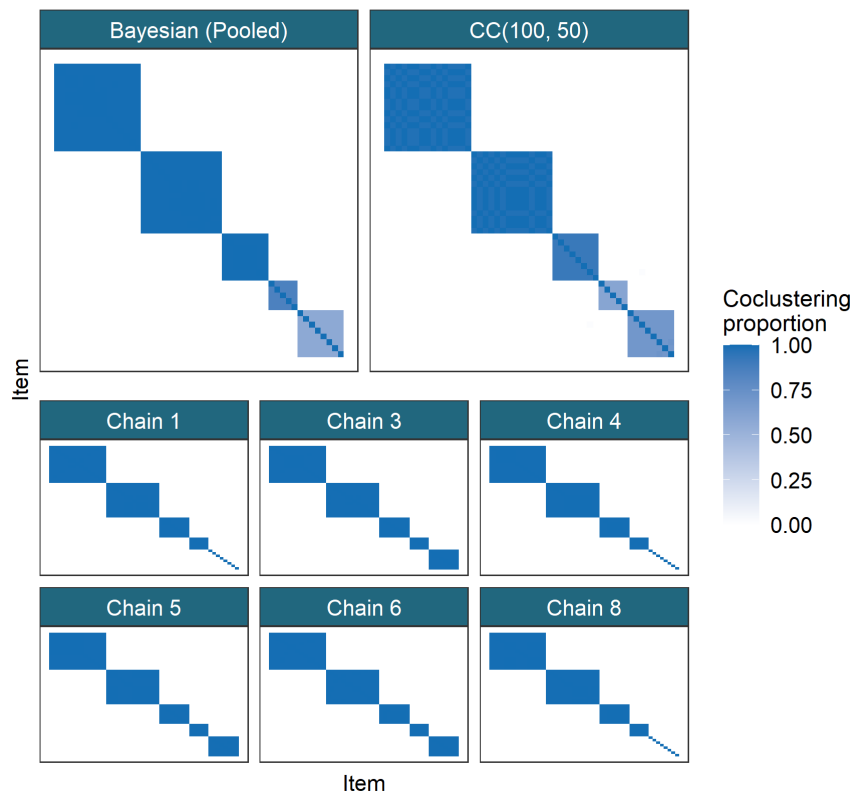 Bayesian (Pooled)
CC(100, 50)
Item
Coclustering
proportion
1.00
0.75
0.50
0.25
0.00
Chain 1
Chain 3
Chain 4
Chain 5
Chain 6
Chain 8
Item